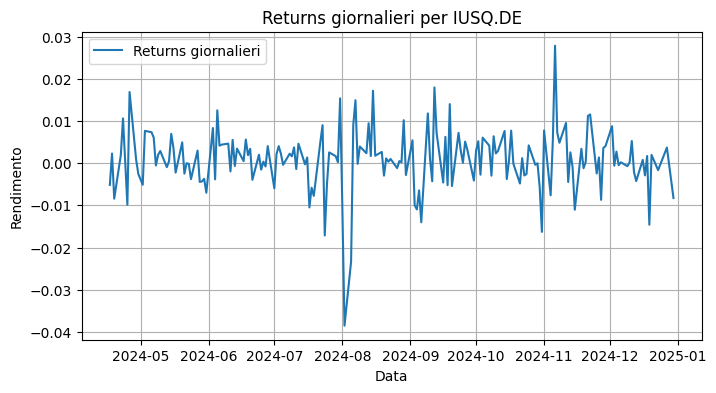 Returns giornalieri per IUSQ.DE
Returns giornalieri
0.03
0.02
0.01
0.00
−0.01
−0.02
−0.03
−0.04
Rendimento
2024-05 2024-06 2024-07 2024-08 2024-09 2024-10 2024-11 2024-12 2025-01
Data